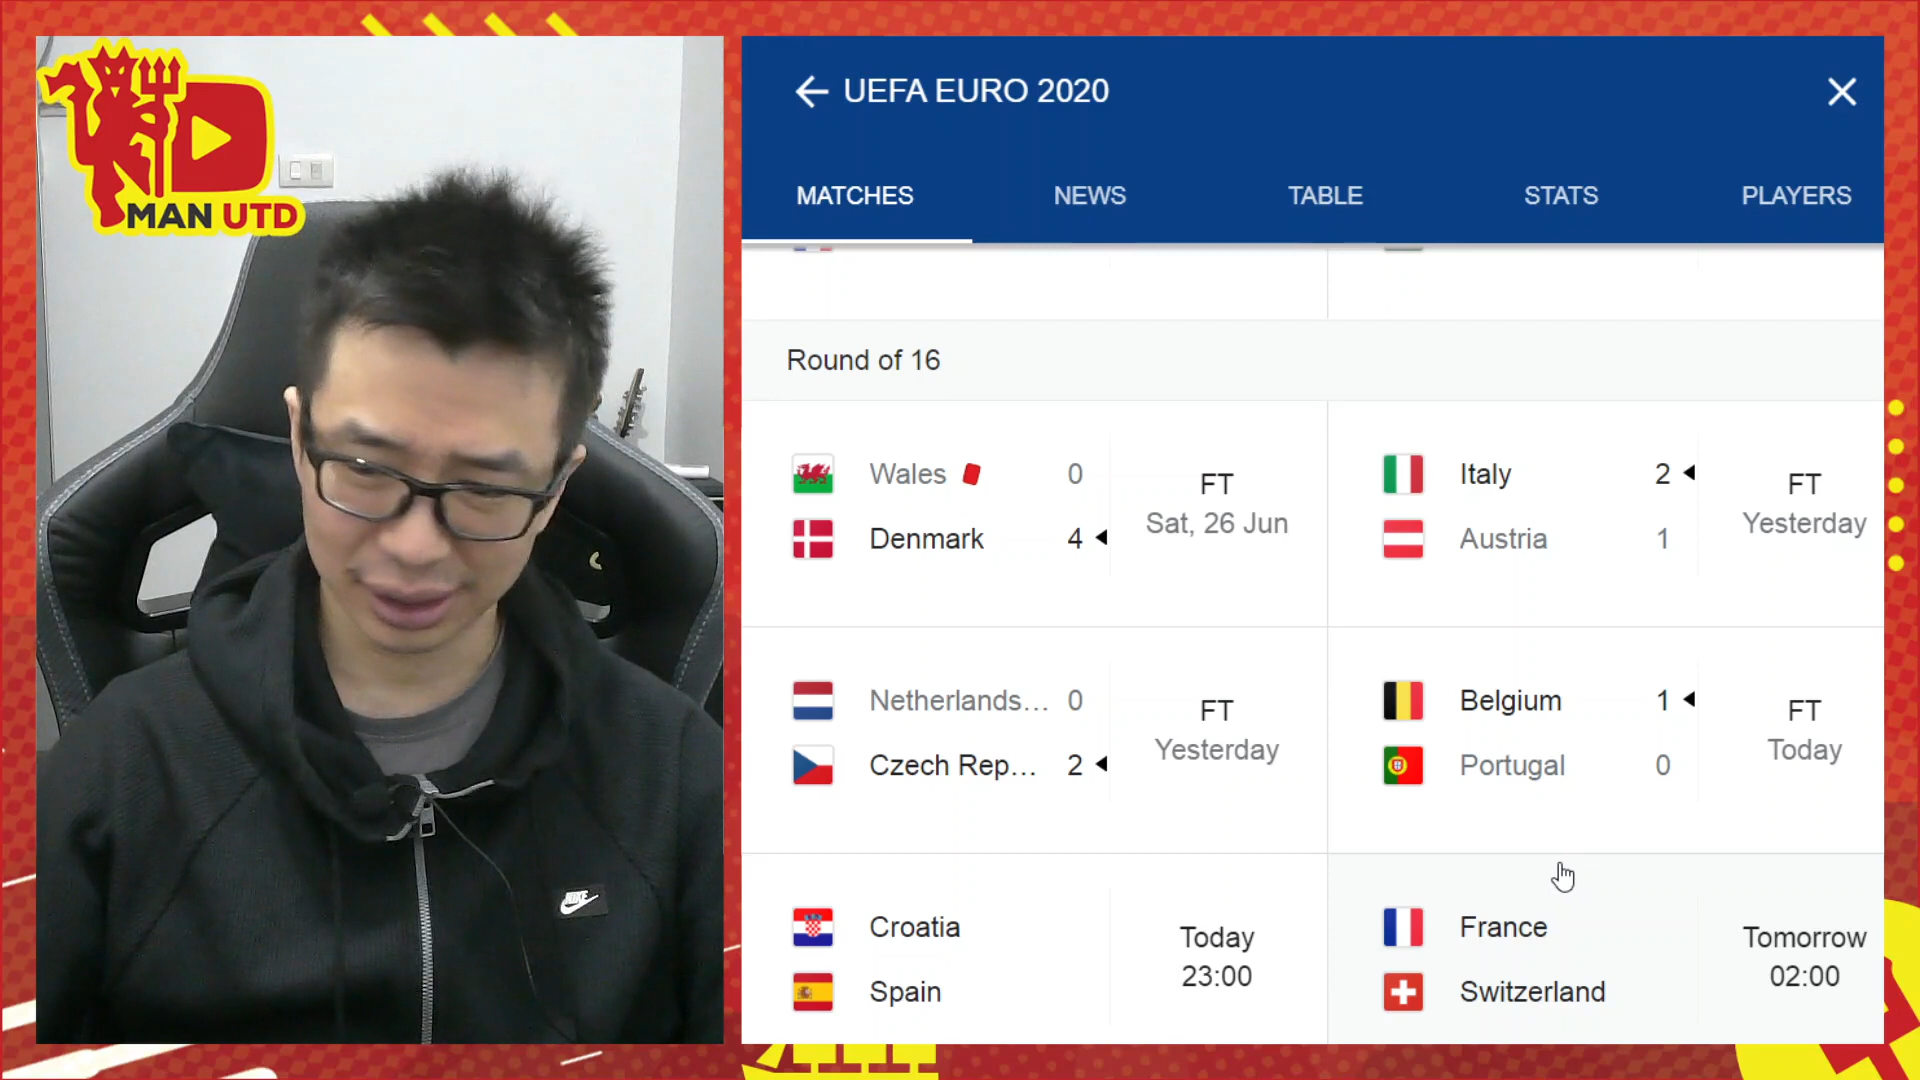 MAN UTD
UEFA EURO 2020
MATCHES NEWS TABLE STATS PLAYERS
Round of 16
Wales 0
Denmark 4
FT
Sat, 26 Jun
Italy 2
Austria 1
FT
Yesterday
Netherlands... 0
Czech Rep... 2
FT
Yesterday
Belgium 1
Portugal 0
FT
Today
Croatia
Spain
Today
23:00
France
Switzerland
Tomorrow
02:00
NIKE